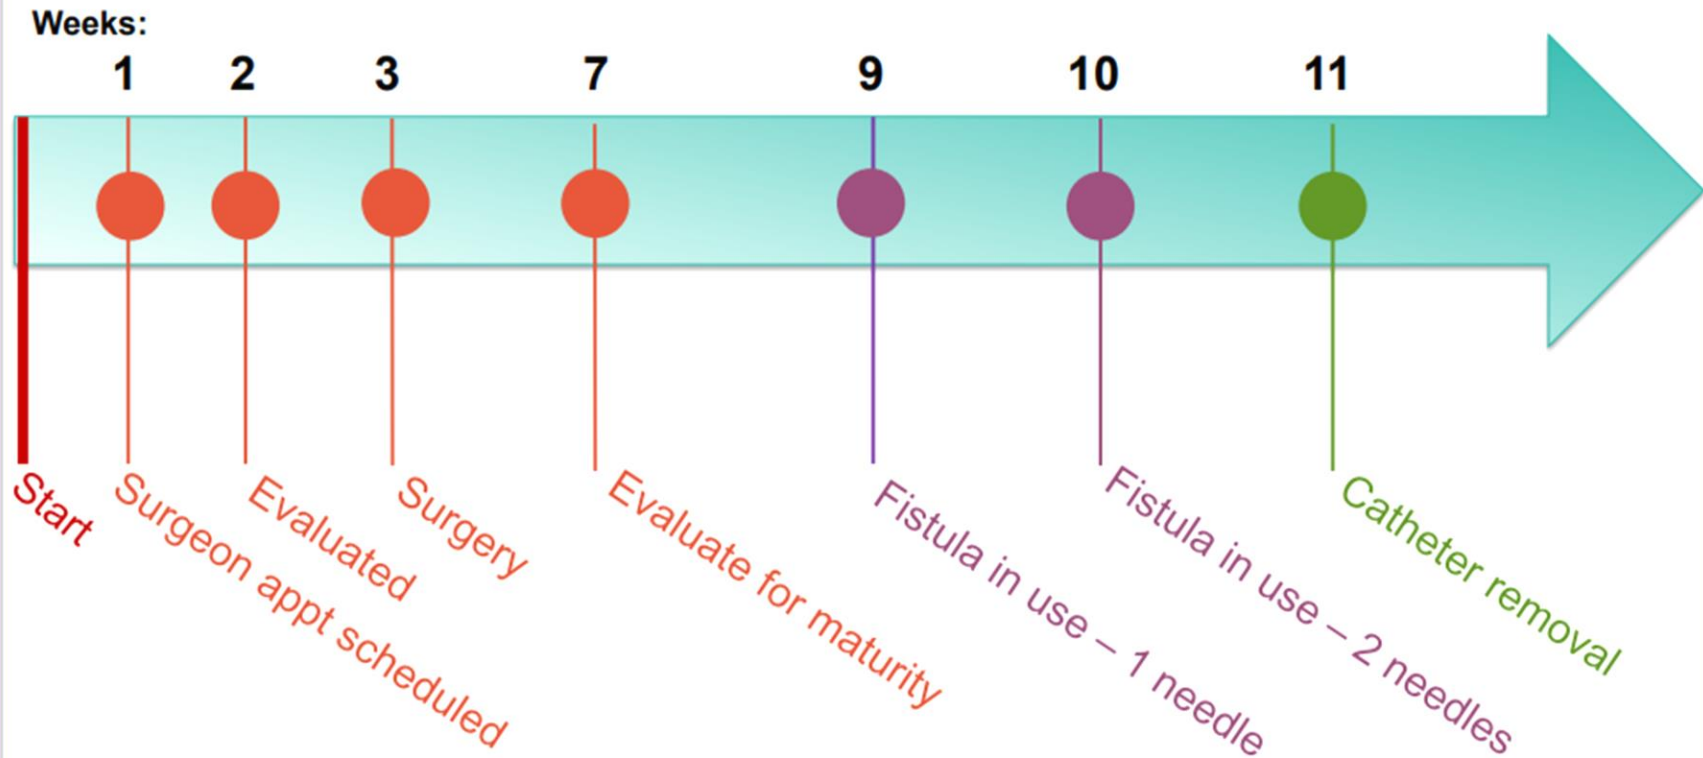 Weeks:
1 2 3 7 9 10 11
Start
Surgeon appt scheduled
Evaluated
Surgery
Evaluate for maturity
Fistula in use – 1 needle
Fistula in use – 2 needles
Catheter removal